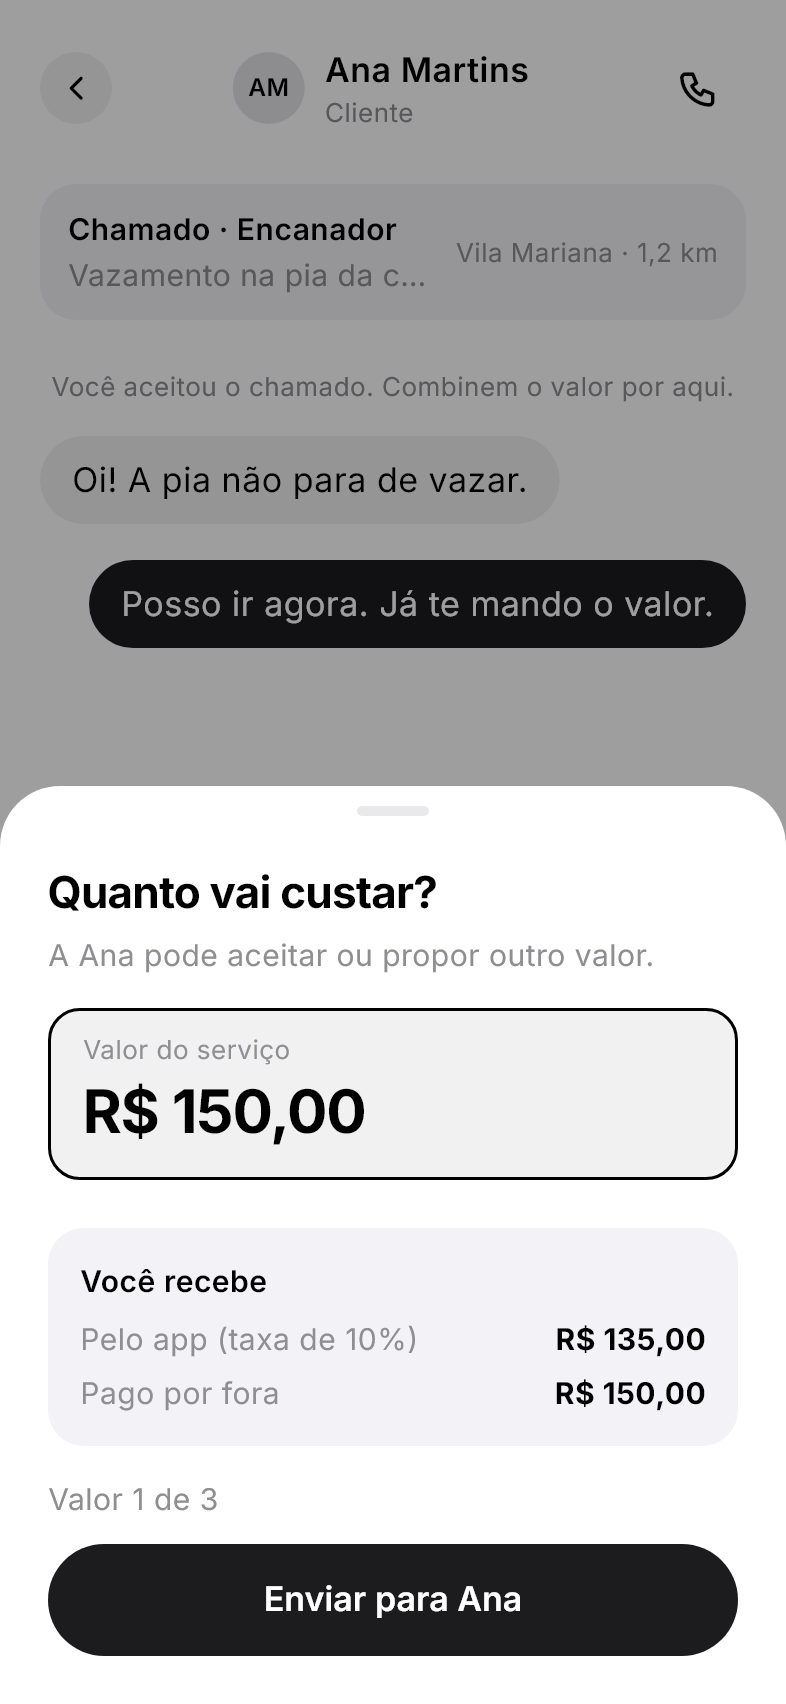 AM
Ana Martins
Cliente
Chamado · Encanador
Vazamento na pia da c...
Vila Mariana · 1,2 km
Você aceitou o chamado. Combinem o valor por aqui.
Oi! A pia não para de vazar.
Posso ir agora. Já te mando o valor.
Quanto vai custar?
A Ana pode aceitar ou propor outro valor.
Valor do serviço
R$ 150,00
Você recebe
Pelo app (taxa de 10%) R$ 135,00
Pago por fora R$ 150,00
Valor 1 de 3
Enviar para Ana